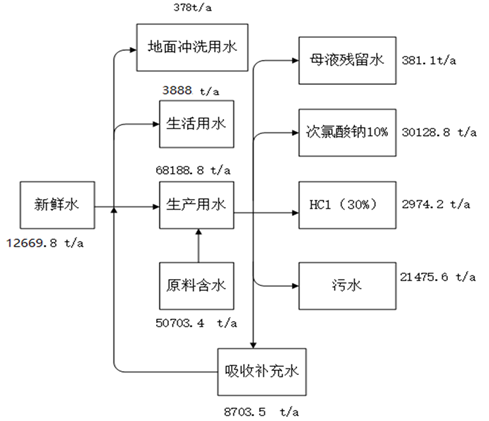 378t/a
地面冲洗用水
母液残留水
381.1t/a
3888 t/a
生活用水
次氯酸钠10%
30128.8 t/a
68188.8 t/a
新鲜水
生产用水
HCl（30%）
2974.2 t/a
12669.8 t/a
原料含水
污水
21475.6 t/a
50703.4 t/a
吸收补充水
8703.5 t/a